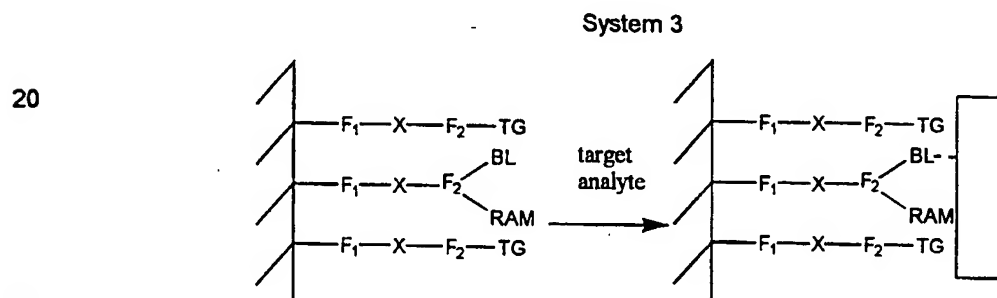 System 3
20
F1—X—F2—TG F1—X—F2—TG
BL BL
target
analyte
F1—X—F2 F1—X—F2
RAM RAM
F1—X—F2—TG F1—X—F2—TG